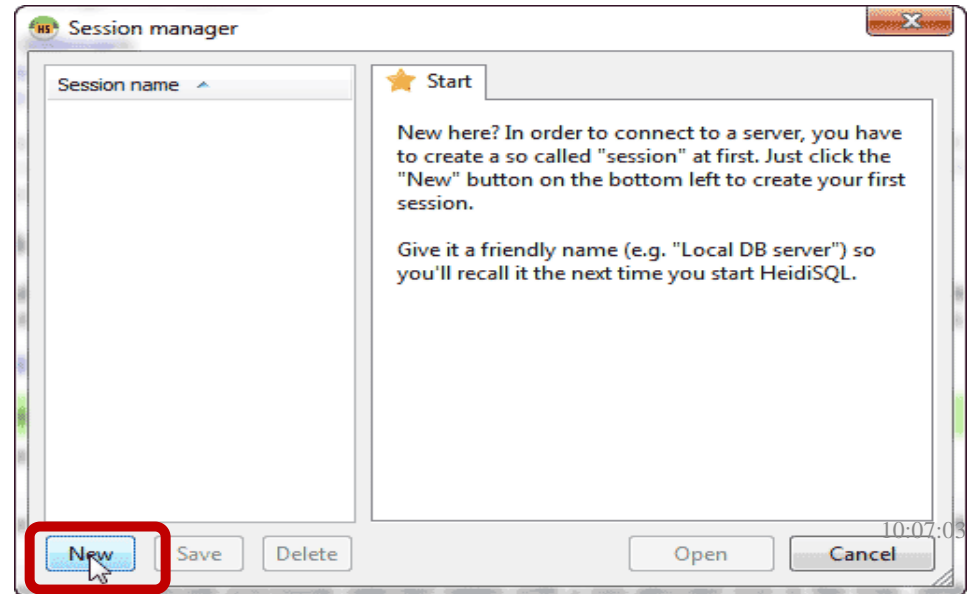 HS Session manager
Session name
Start
New here? In order to connect to a server, you have
to create a so called "session" at first. Just click the
"New" button on the bottom left to create your first
session.
Give it a friendly name (e.g. "Local DB server") so
you'll recall it the next time you start HeidiSQL.
10:07:03
New Save Delete Open Cancel